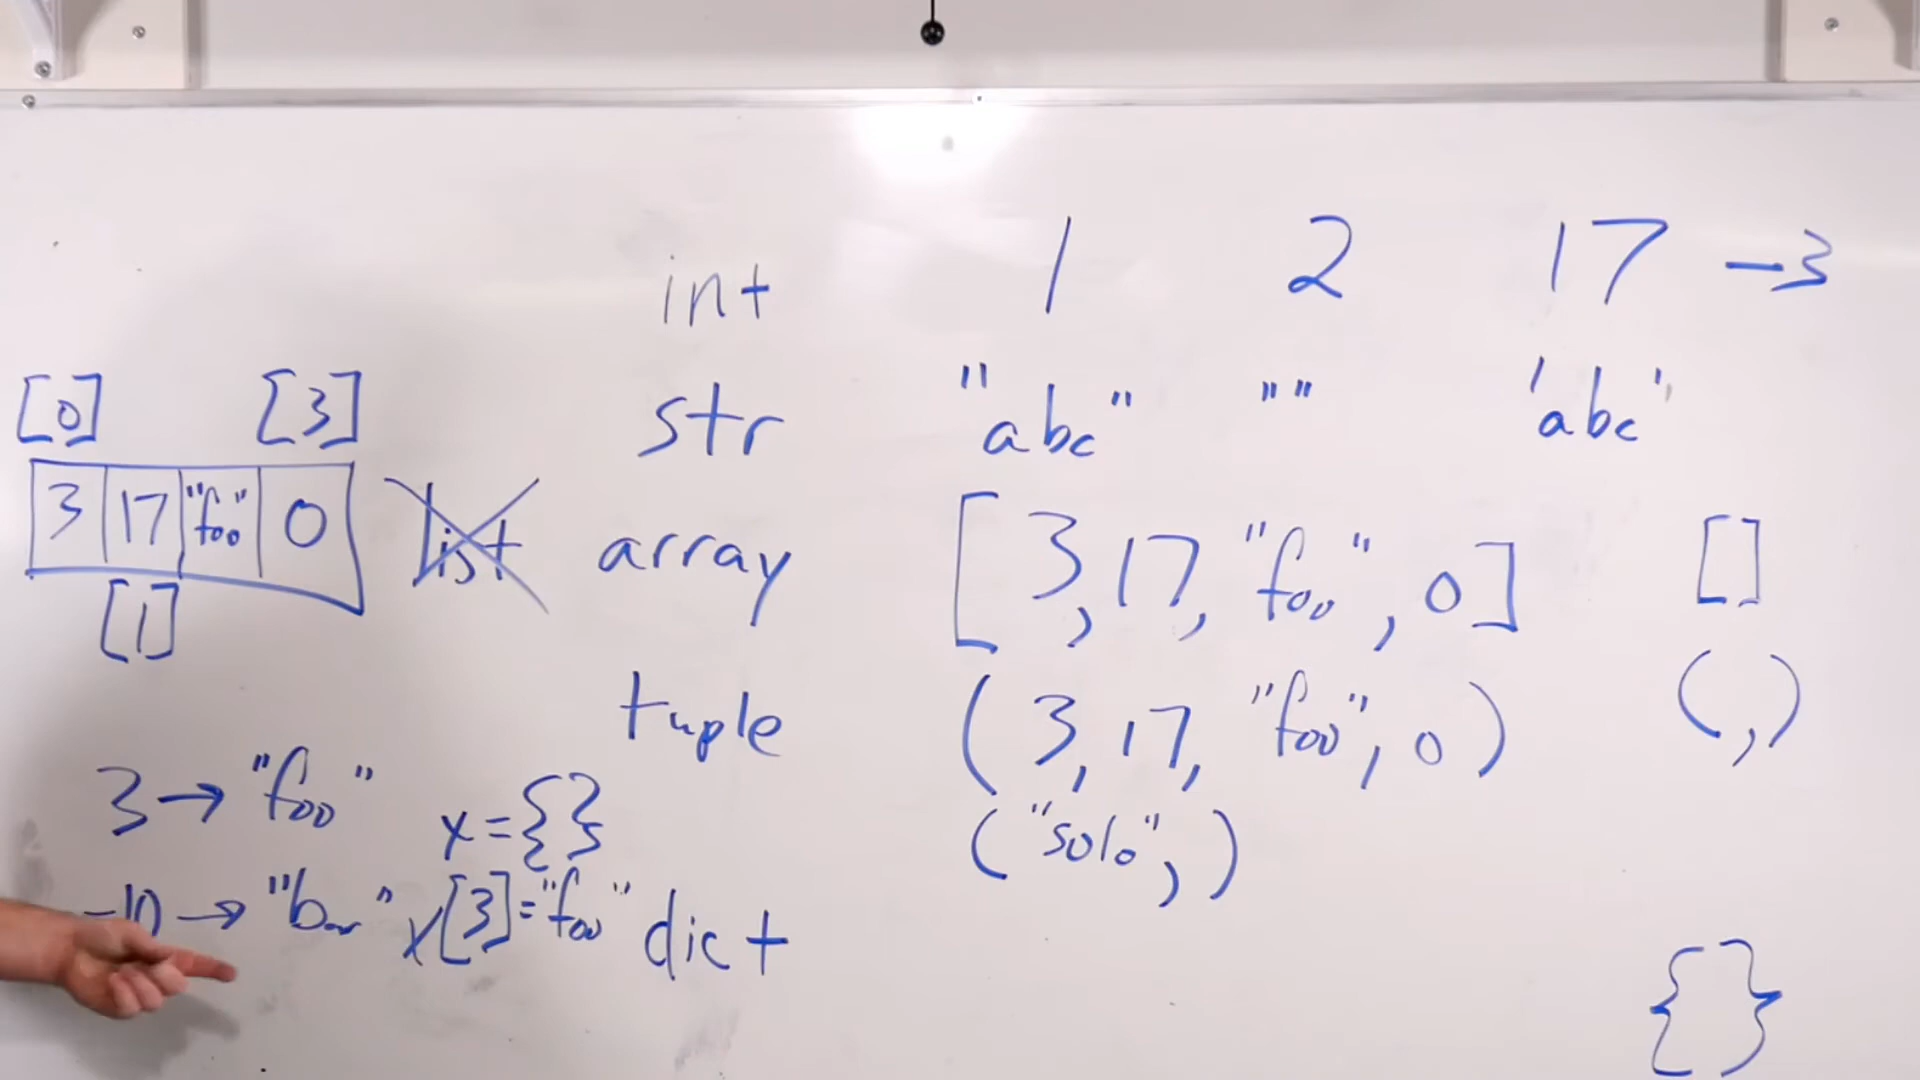 int 1 2 17 -3
[0] [3]
str "abc" "" 'abc'
3 17 "foo" 0
List array [3, 17, "foo", 0] []
[1]
tuple (3, 17, "foo", 0) (,)
3 → "foo" x = {}
("solo",)
-10 → "bar" x[3] = "foo" dict
{}